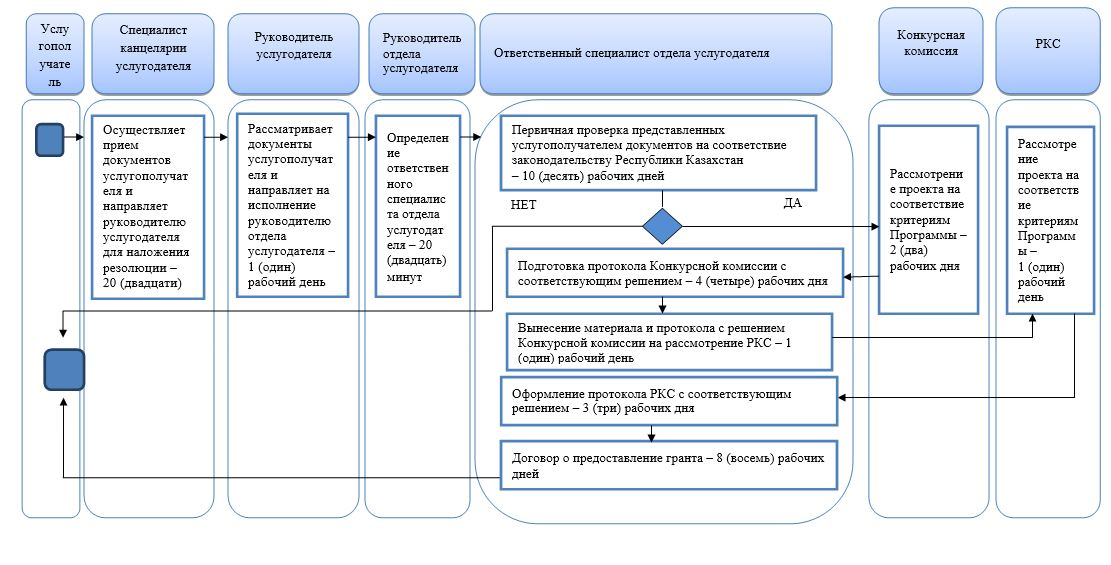 Услу
гопол
учате
ль
Специалист
канцелярии
услугодателя
Руководитель
услугодателя
Руководитель
отдела
услугодателя
Ответственный специалист отдела услугодателя
Конкурсная
комиссия
РКС
Осуществляет
прием
документов
услугополучат
еля и
направляет
руководителю
услугодателя
для наложения
резолюции –
20 (двадцати)
Рассматривает
документы
услугополучат
еля и
направляет на
исполнение
руководителю
отдела
услугодателя –
1 (один)
рабочий день
Определен
ие
ответствен
ного
специалис
та отдела
услугодат
еля – 20
(двадцать)
минут
Первичная проверка представленных
услугополучателем документов на соответствие
законодательству Республики Казахстан
– 10 (десять) рабочих дней
НЕТ
ДА
Подготовка протокола Конкурсной комиссии с
соответствующим решением – 4 (четыре) рабочих дня
Вынесение материала и протокола с решением
Конкурсной комиссии на рассмотрение РКС – 1
(один) рабочий день
Оформление протокола РКС с соответствующим
решением – 3 (три) рабочих дня
Договор о предоставление гранта – 8 (восемь) рабочих
дней
Рассмотрени
е проекта на
соответствие
критериям
Программы –
2 (два)
рабочих дня
Рассмотре
ние
проекта на
соответств
ие
критериям
Программ
ы –
1 (один)
рабочий
день